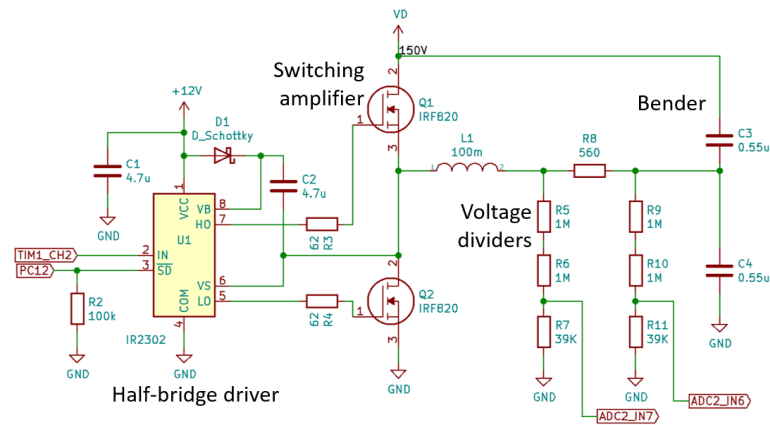 VD
150V
Switching
amplifier
2
Q1
IRF820
1
3
Bender
C3
0.55u
+12V
D1
D_Schottky
C1
4.7u
C2
4.7u
GND
1
VCC
VB
8
HO
7
U1
62
R3
L1
100m
1
2
R8
560
Voltage
dividers
R5
1M
R9
1M
TIM1_CH2
2
IN
PC12
3
SD
VS
6
COM
LO
5
R6
1M
R10
1M
C4
0.55u
2
Q2
IRF820
1
3
R2
100k
4
IR2302
62
R4
R7
39K
R11
39K
GND
GND
GND
GND
GND
GND
Half-bridge driver
ADC2_IN6
ADC2_IN7